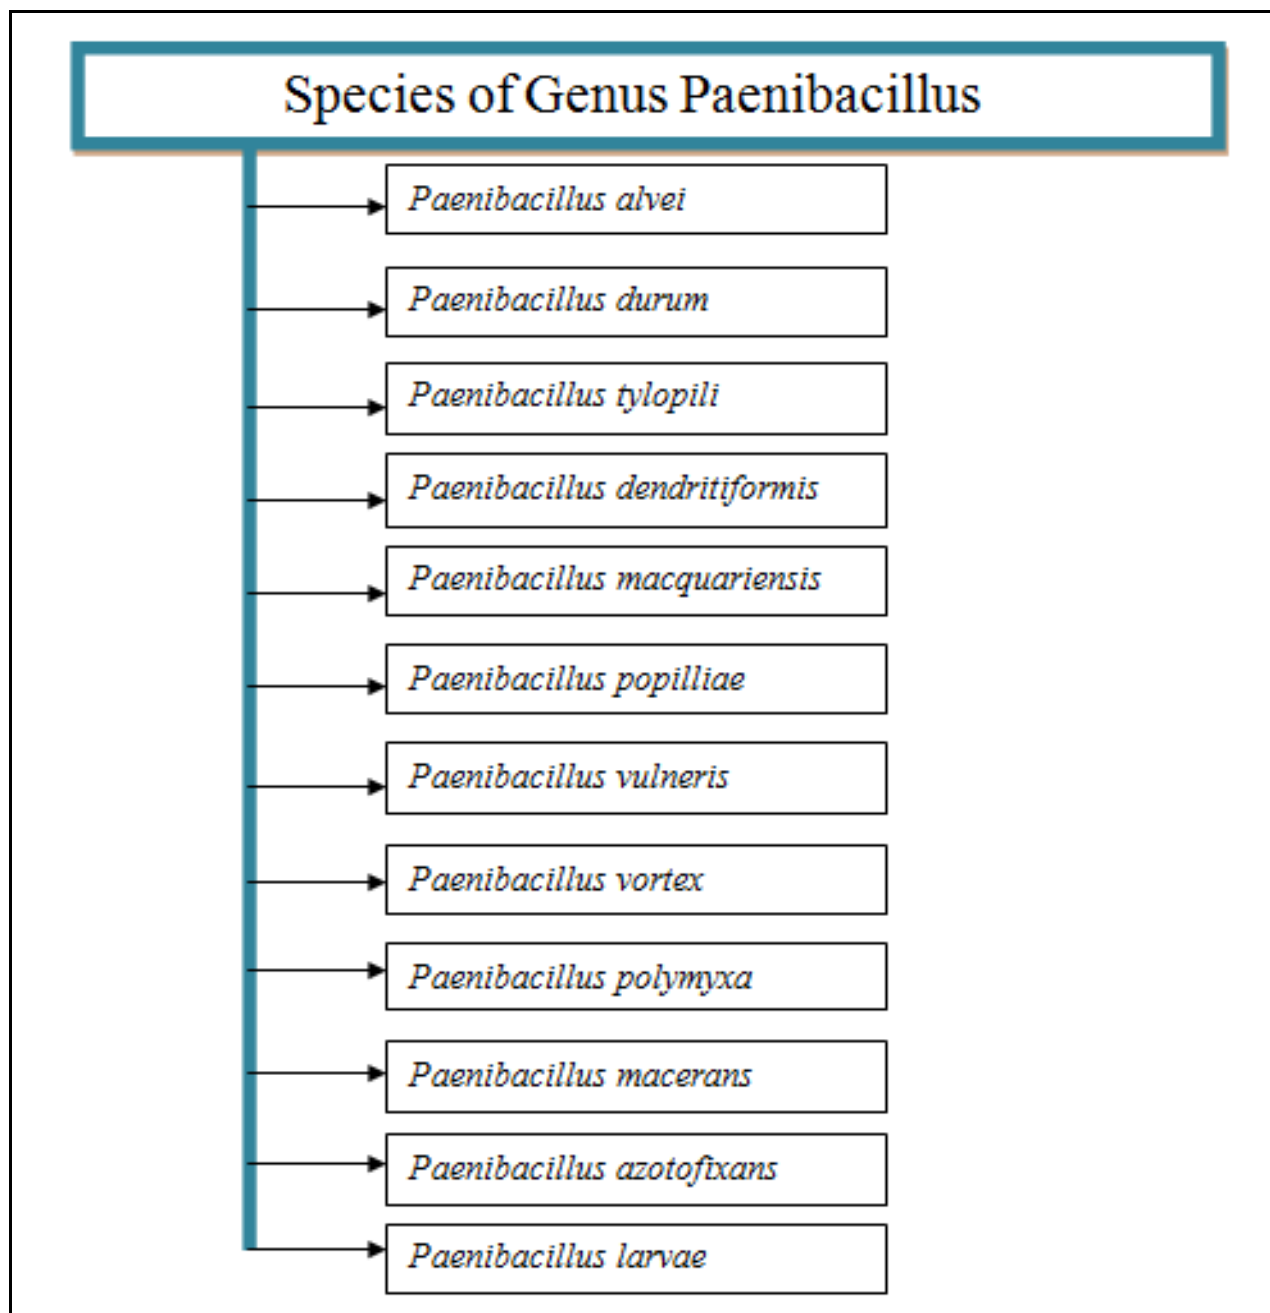 Species of Genus Paenibacillus
Paenibacillus alvei
Paenibacillus durum
Paenibacillus tylopili
Paenibacillus dendritiformis
Paenibacillus macquariensis
Paenibacillus popilliae
Paenibacillus vulneris
Paenibacillus vortex
Paenibacillus polymyxa
Paenibacillus macerans
Paenibacillus azotofixans
Paenibacillus larvae